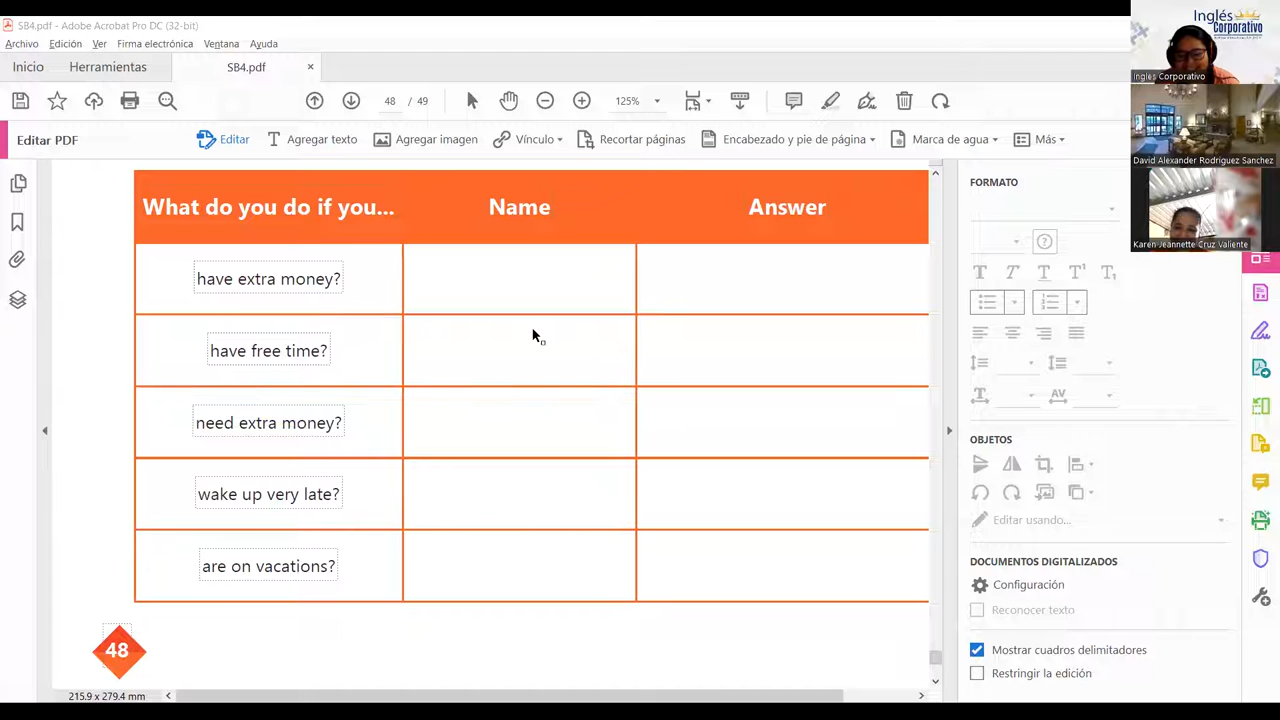 SB4.pdf - Adobe Acrobat Pro DC (32-bit)
Archivo Edición Ver Firma electrónica Ventana Ayuda
Inicio Herramientas SB4.pdf ×
48 / 49 125%
Editar PDF Editar Agregar texto Agregar imagen Vínculo Recortar páginas Encabezado y pie de página Marca de agua Más
What do you do if you... Name Answer
have extra money?
have free time?
need extra money?
wake up very late?
are on vacations?
48
215.9 x 279.4 mm
FORMATO
OBJETOS
Editar usando...
DOCUMENTOS DIGITALIZADOS
Configuración
Reconocer texto
Mostrar cuadros delimitadores
Restringir la edición
Inglés
Corporativo
Ingles Corporativo
David Alexander Rodriguez Sanchez
Karen Jeannette Cruz Valiente